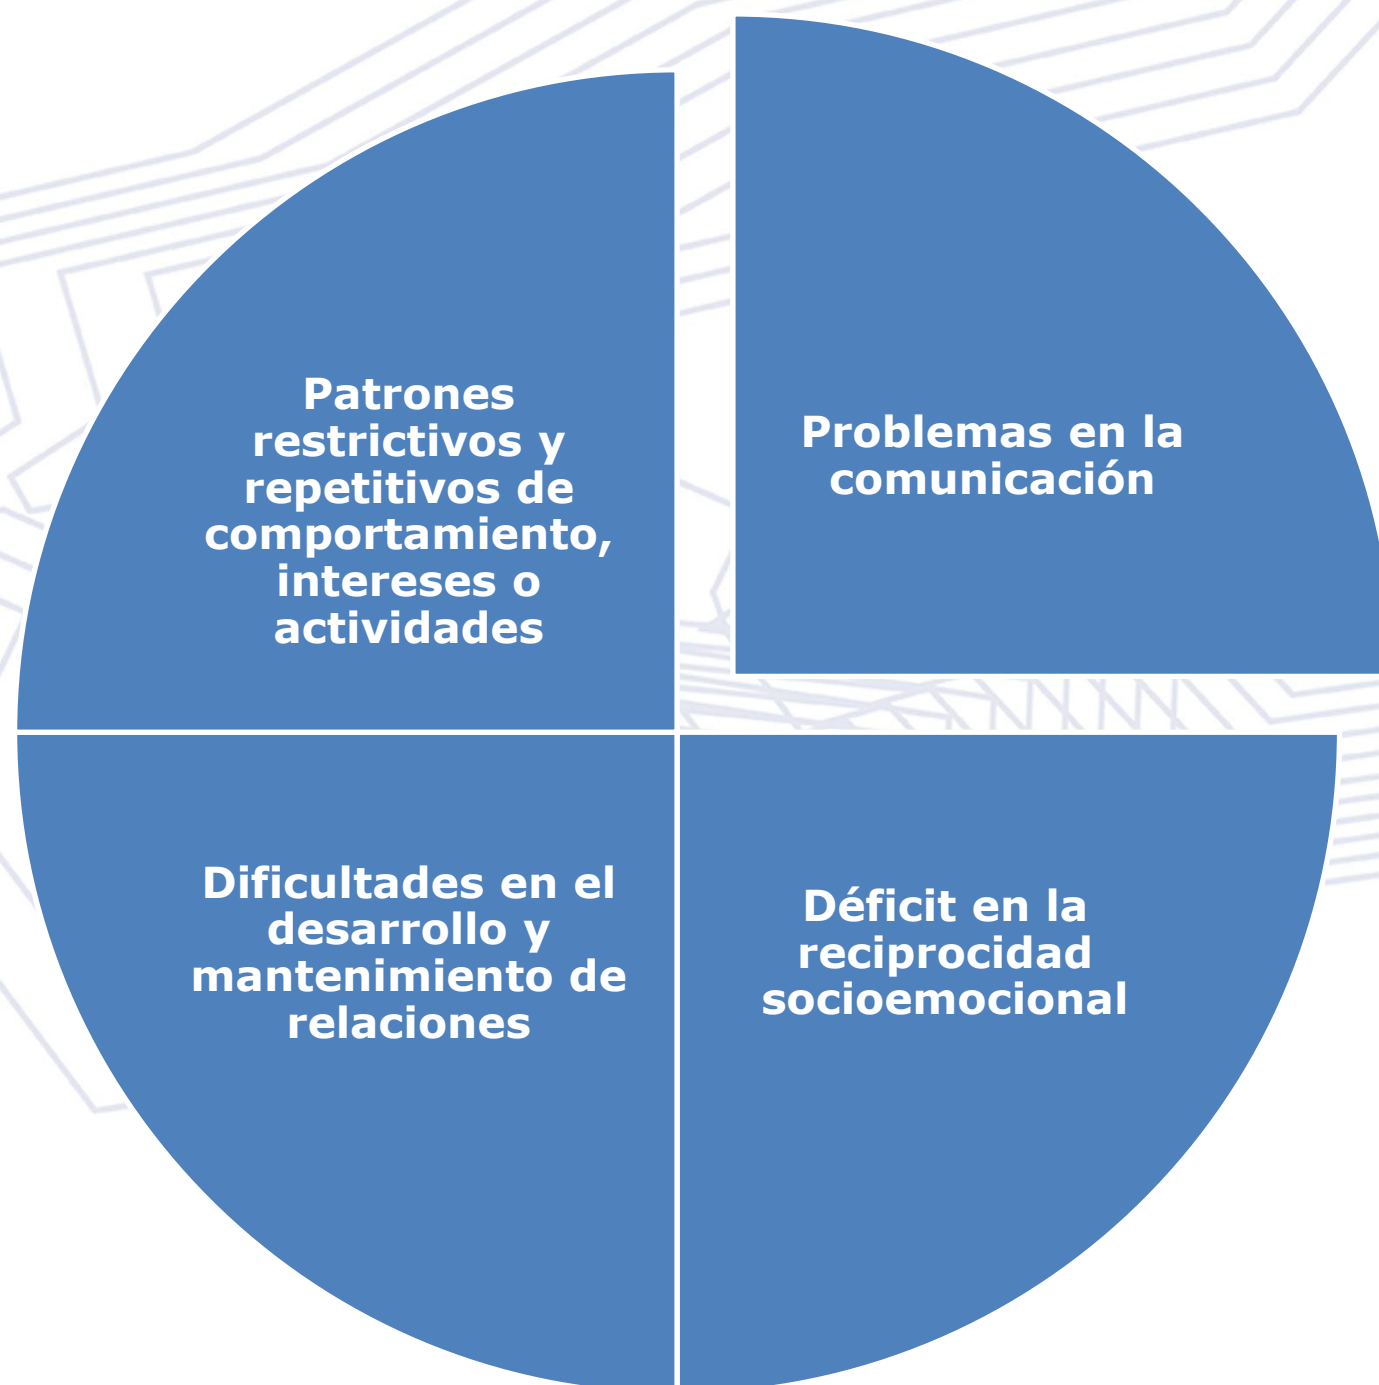 Patrones
restrictivos y
repetitivos de
comportamiento,
intereses o
actividades
Problemas en la
comunicación
Dificultades en el
desarrollo y
mantenimiento de
relaciones
Déficit en la
reciprocidad
socioemocional